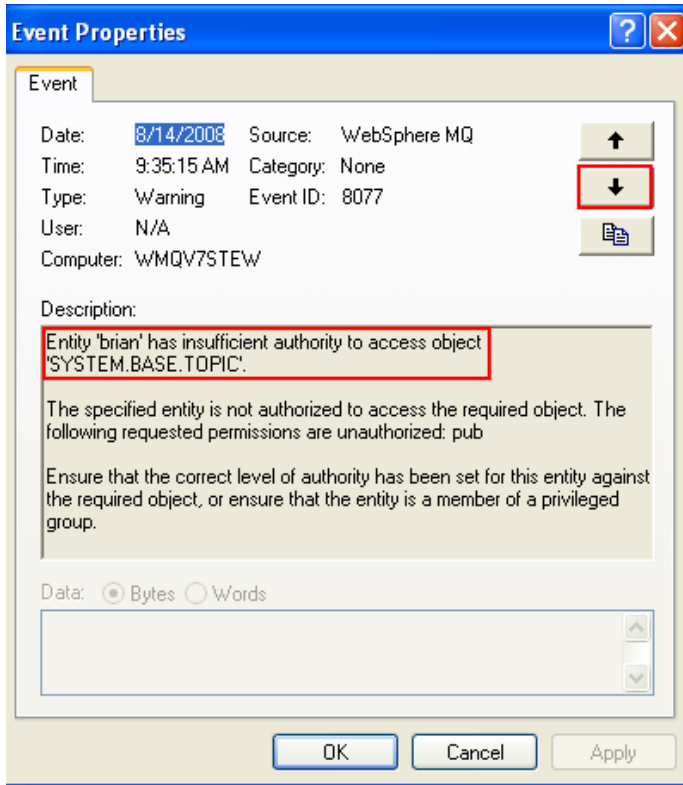 Event Properties
Event
Date: 8/14/2008 Source: WebSphere MQ
Time: 9:35:15 AM Category: None
Type: Warning Event ID: 8077
User: N/A
Computer: WMQV7STEW
Description:
Entity 'brian' has insufficient authority to access object
'SYSTEM.BASE.TOPIC'.
The specified entity is not authorized to access the required object. The
following requested permissions are unauthorized: pub
Ensure that the correct level of authority has been set for this entity against
the required object, or ensure that the entity is a member of a privileged
group.
Data: Bytes Words
OK Cancel Apply